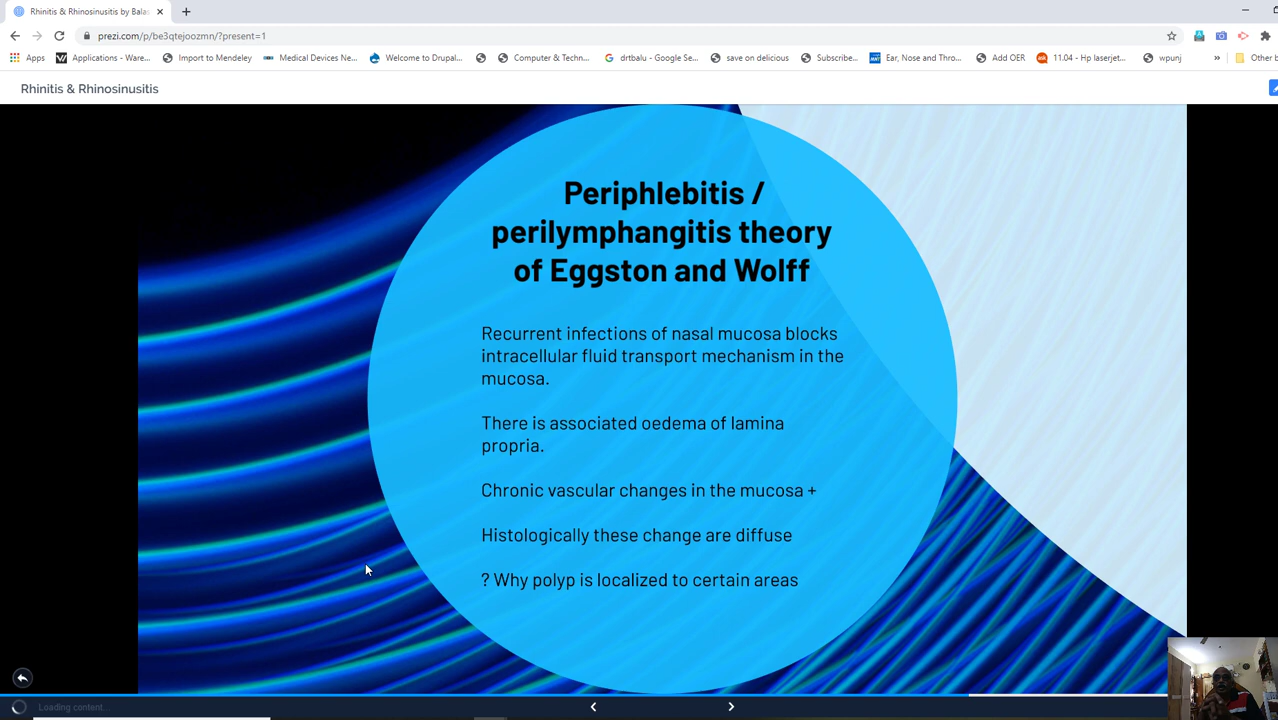 Rhinitis & Rhinosinusitis by Balas
prezi.com/p/be3qtejoozmn/?present=1
Apps
Applications - Ware...
Import to Mendeley
Medical Devices Ne...
Welcome to Drupal...
Computer & Techn...
drtbalu - Google Se...
save on delicious
Subscribe...
Ear, Nose and Thro...
Add OER
11.04 - Hp laserjet...
wpunj
»
Other b
Rhinitis & Rhinosinusitis
Periphlebitis /
perilymphangitis theory
of Eggston and Wolff
Recurrent infections of nasal mucosa blocks
intracellular fluid transport mechanism in the
mucosa.
There is associated oedema of lamina
propria.
Chronic vascular changes in the mucosa +
Histologically these change are diffuse
? Why polyp is localized to certain areas
Loading content...